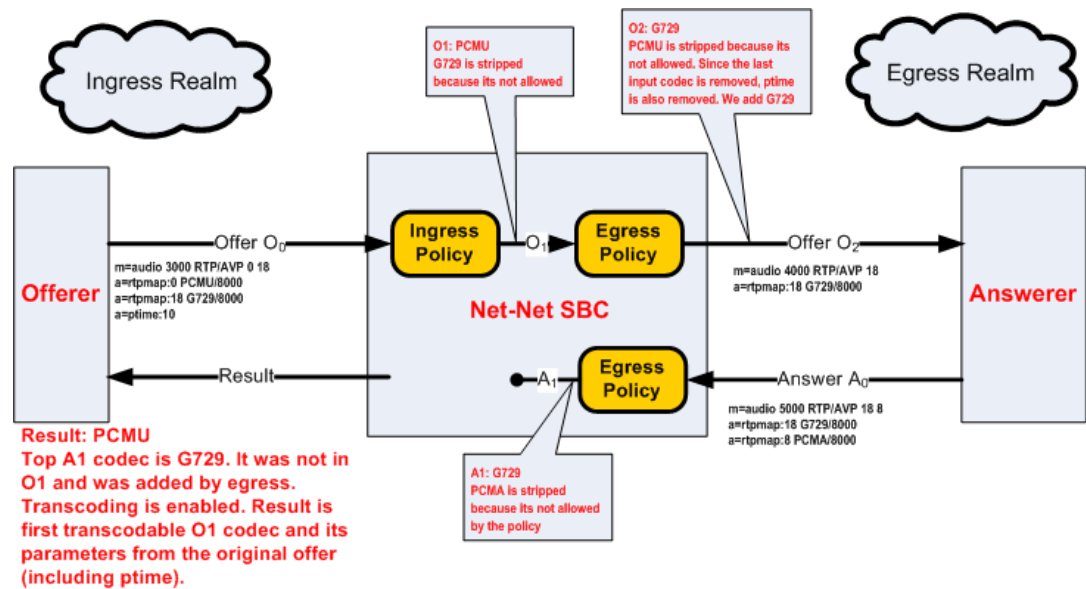 Ingress Realm
O1: PCMU
G729 is stripped
because its not allowed
O2: G729
PCMU is stripped because its
not allowed. Since the last
input codec is removed, ptime
is also removed. We add G729
Egress Realm
Offerer
Offer O0
m=audio 3000 RTP/AVP 0 18
a=rtpmap:0 PCMU/8000
a=rtpmap:18 G729/8000
a=ptime:10
Ingress
Policy
O1
Egress
Policy
Offer O2
m=audio 4000 RTP/AVP 18
a=rtpmap:18 G729/8000
Answerer
Net-Net SBC
Result
A1
Egress
Policy
Answer A0
m=audio 5000 RTP/AVP 18 8
a=rtpmap:18 G729/8000
a=rtpmap:8 PCMA/8000
Result: PCMU
Top A1 codec is G729. It was not in
O1 and was added by egress.
Transcoding is enabled. Result is
first transcodable O1 codec and its
parameters from the original offer
(including ptime).
A1: G729
PCMA is stripped
because its not allowed
by the policy